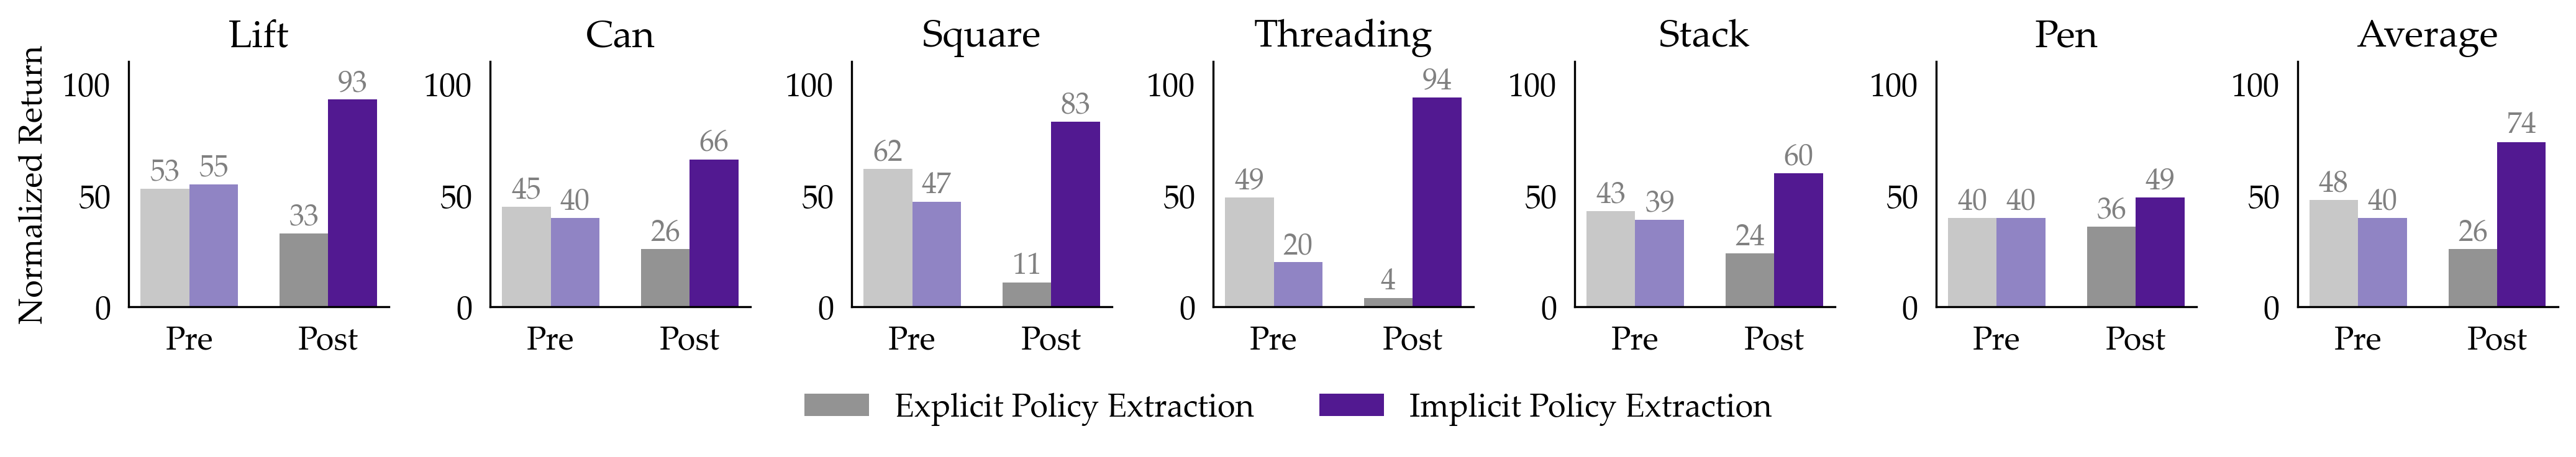 Lift
Normalized Return
100
50
0
53
55
33
93
Pre
Post
Can
100
50
0
45
40
26
66
Pre
Post
Square
100
50
0
62
47
11
83
Pre
Post
Threading
100
50
0
49
20
4
94
Pre
Post
Stack
100
50
0
43
39
24
60
Pre
Post
Pen
100
50
0
40
40
36
49
Pre
Post
Average
100
50
0
48
40
26
74
Pre
Post
Explicit Policy Extraction
Implicit Policy Extraction